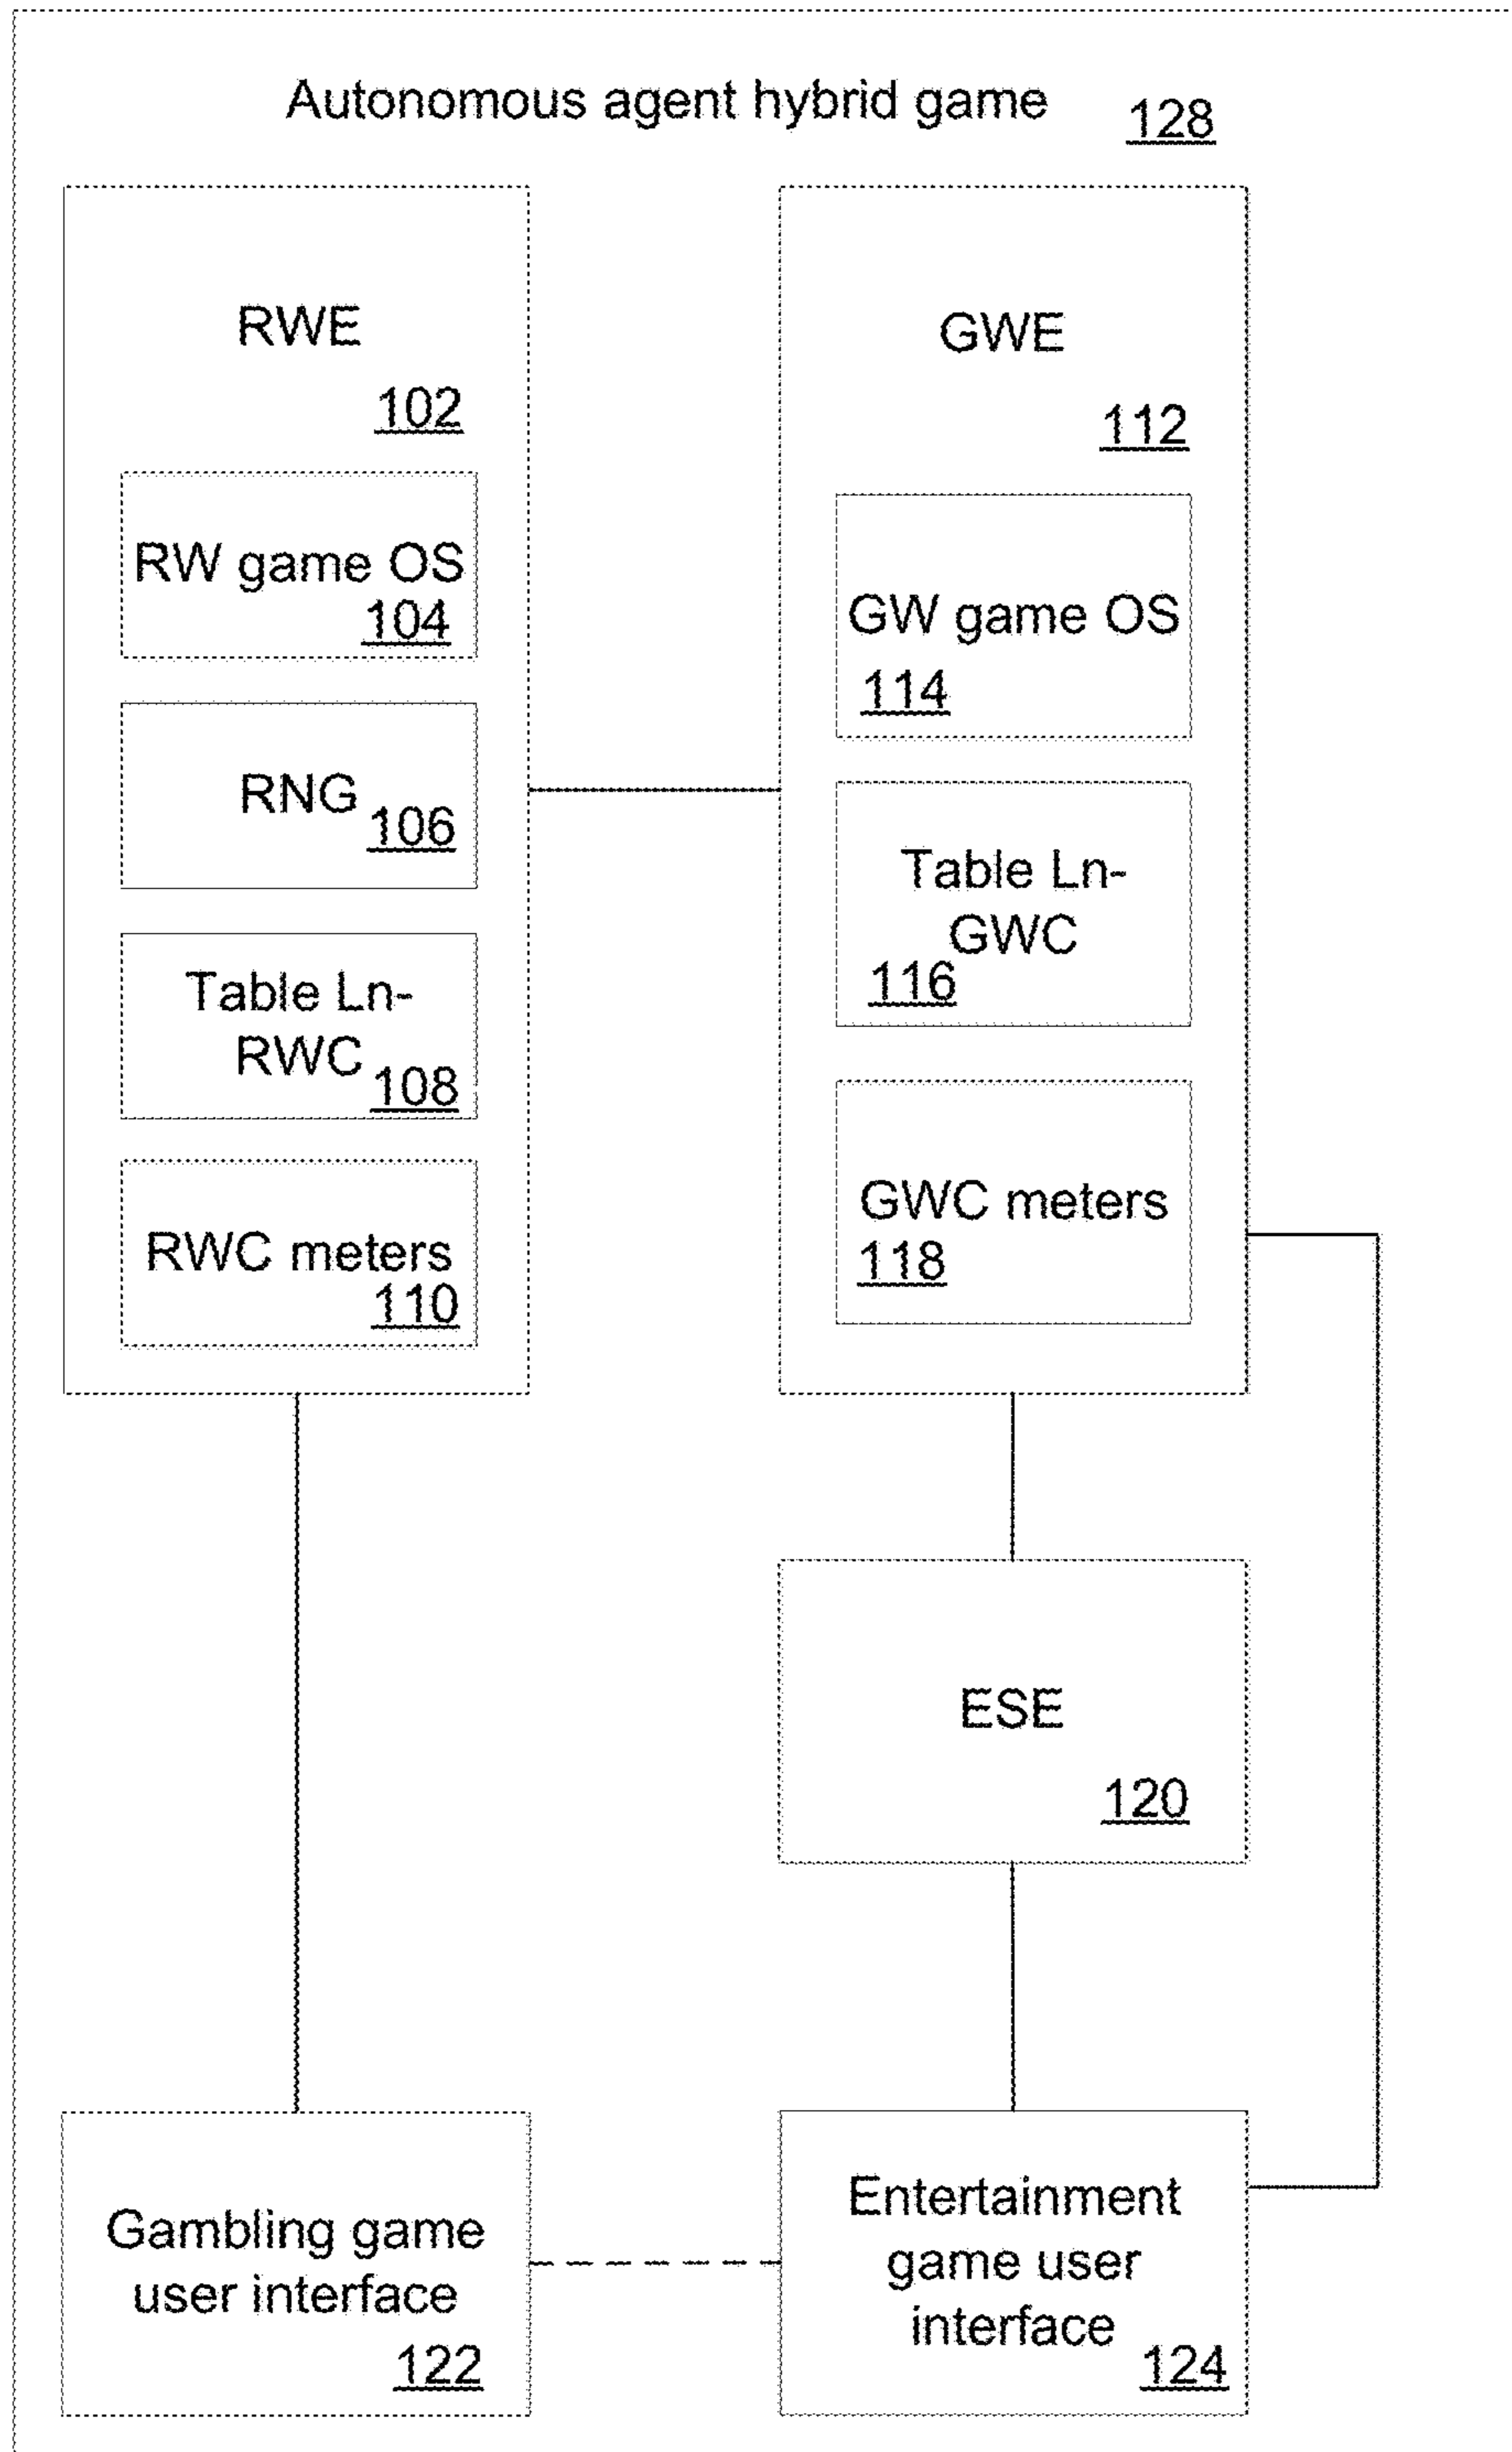 Autonomous agent hybrid game
128
RWE
102
RW game OS
104
RNG
106
Table Ln-
RWC
108
RWC meters
110
GWE
112
GW game OS
114
Table Ln-
GWC
116
GWC meters
118
ESE
120
Gambling game
user interface
122
Entertainment
game user
interface
124